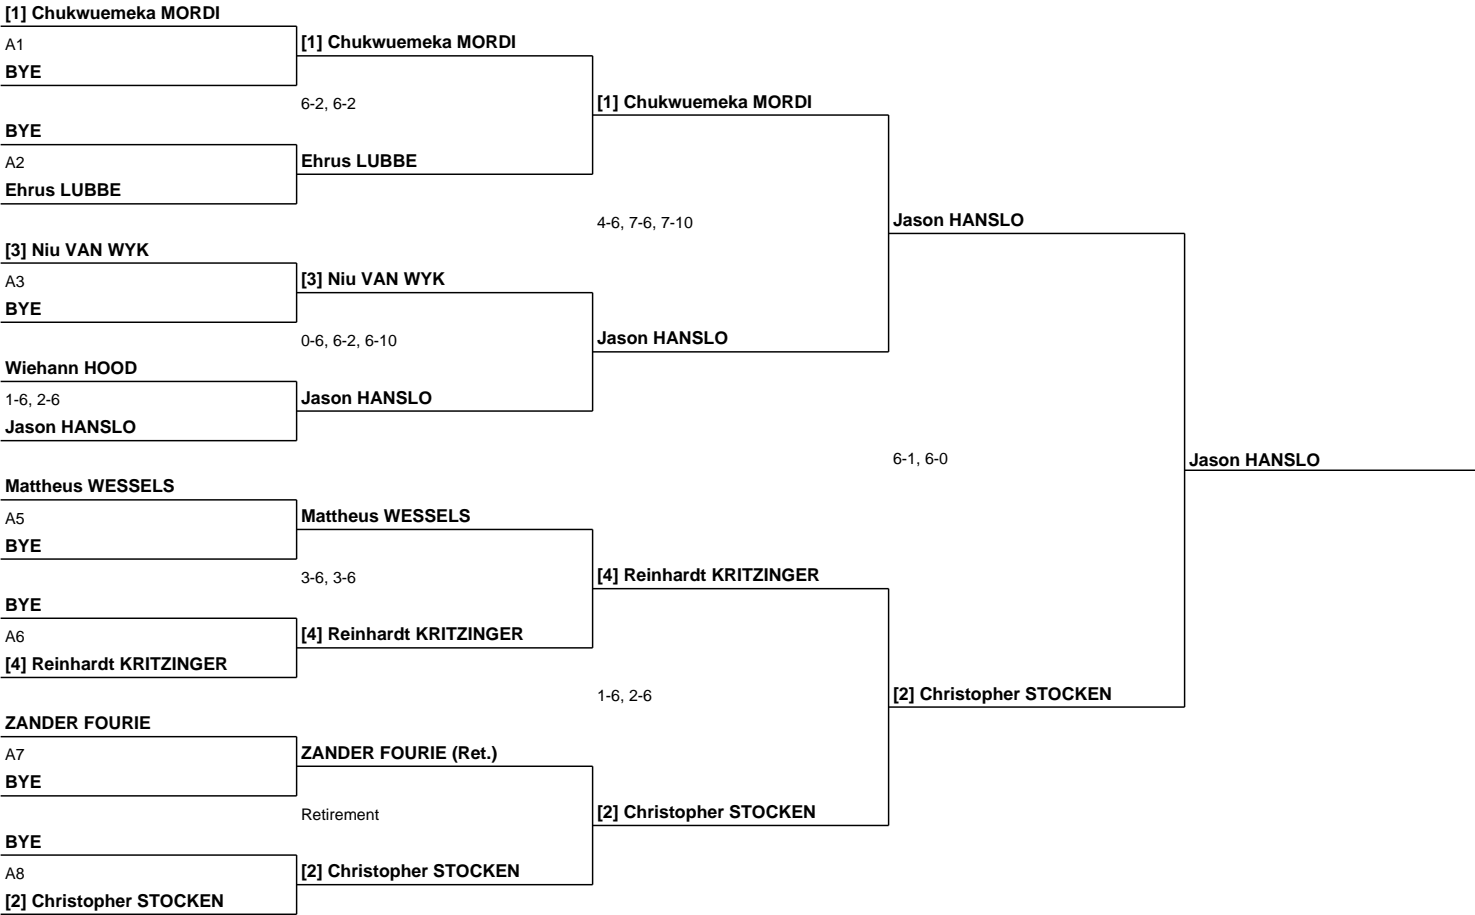 [1] Chukwuemeka MORDI
A1
BYE
BYE
A2
Ehrus LUBBE
[3] Niu VAN WYK
A3
BYE
Wiehann HOOD
1-6, 2-6
Jason HANSLO
Mattheus WESSELS
A5
BYE
BYE
A6
[4] Reinhardt KRITZINGER
ZANDER FOURIE
A7
BYE
BYE
A8
[2] Christopher STOCKEN
[1] Chukwuemeka MORDI
6-2, 6-2
Ehrus LUBBE
[3] Niu VAN WYK
0-6, 6-2, 6-10
Jason HANSLO
Mattheus WESSELS
3-6, 3-6
[4] Reinhardt KRITZINGER
ZANDER FOURIE (Ret.)
Retirement
[2] Christopher STOCKEN
[1] Chukwuemeka MORDI
4-6, 7-6, 7-10
Jason HANSLO
[4] Reinhardt KRITZINGER
1-6, 2-6
[2] Christopher STOCKEN
Jason HANSLO
6-1, 6-0
[2] Christopher STOCKEN
Jason HANSLO